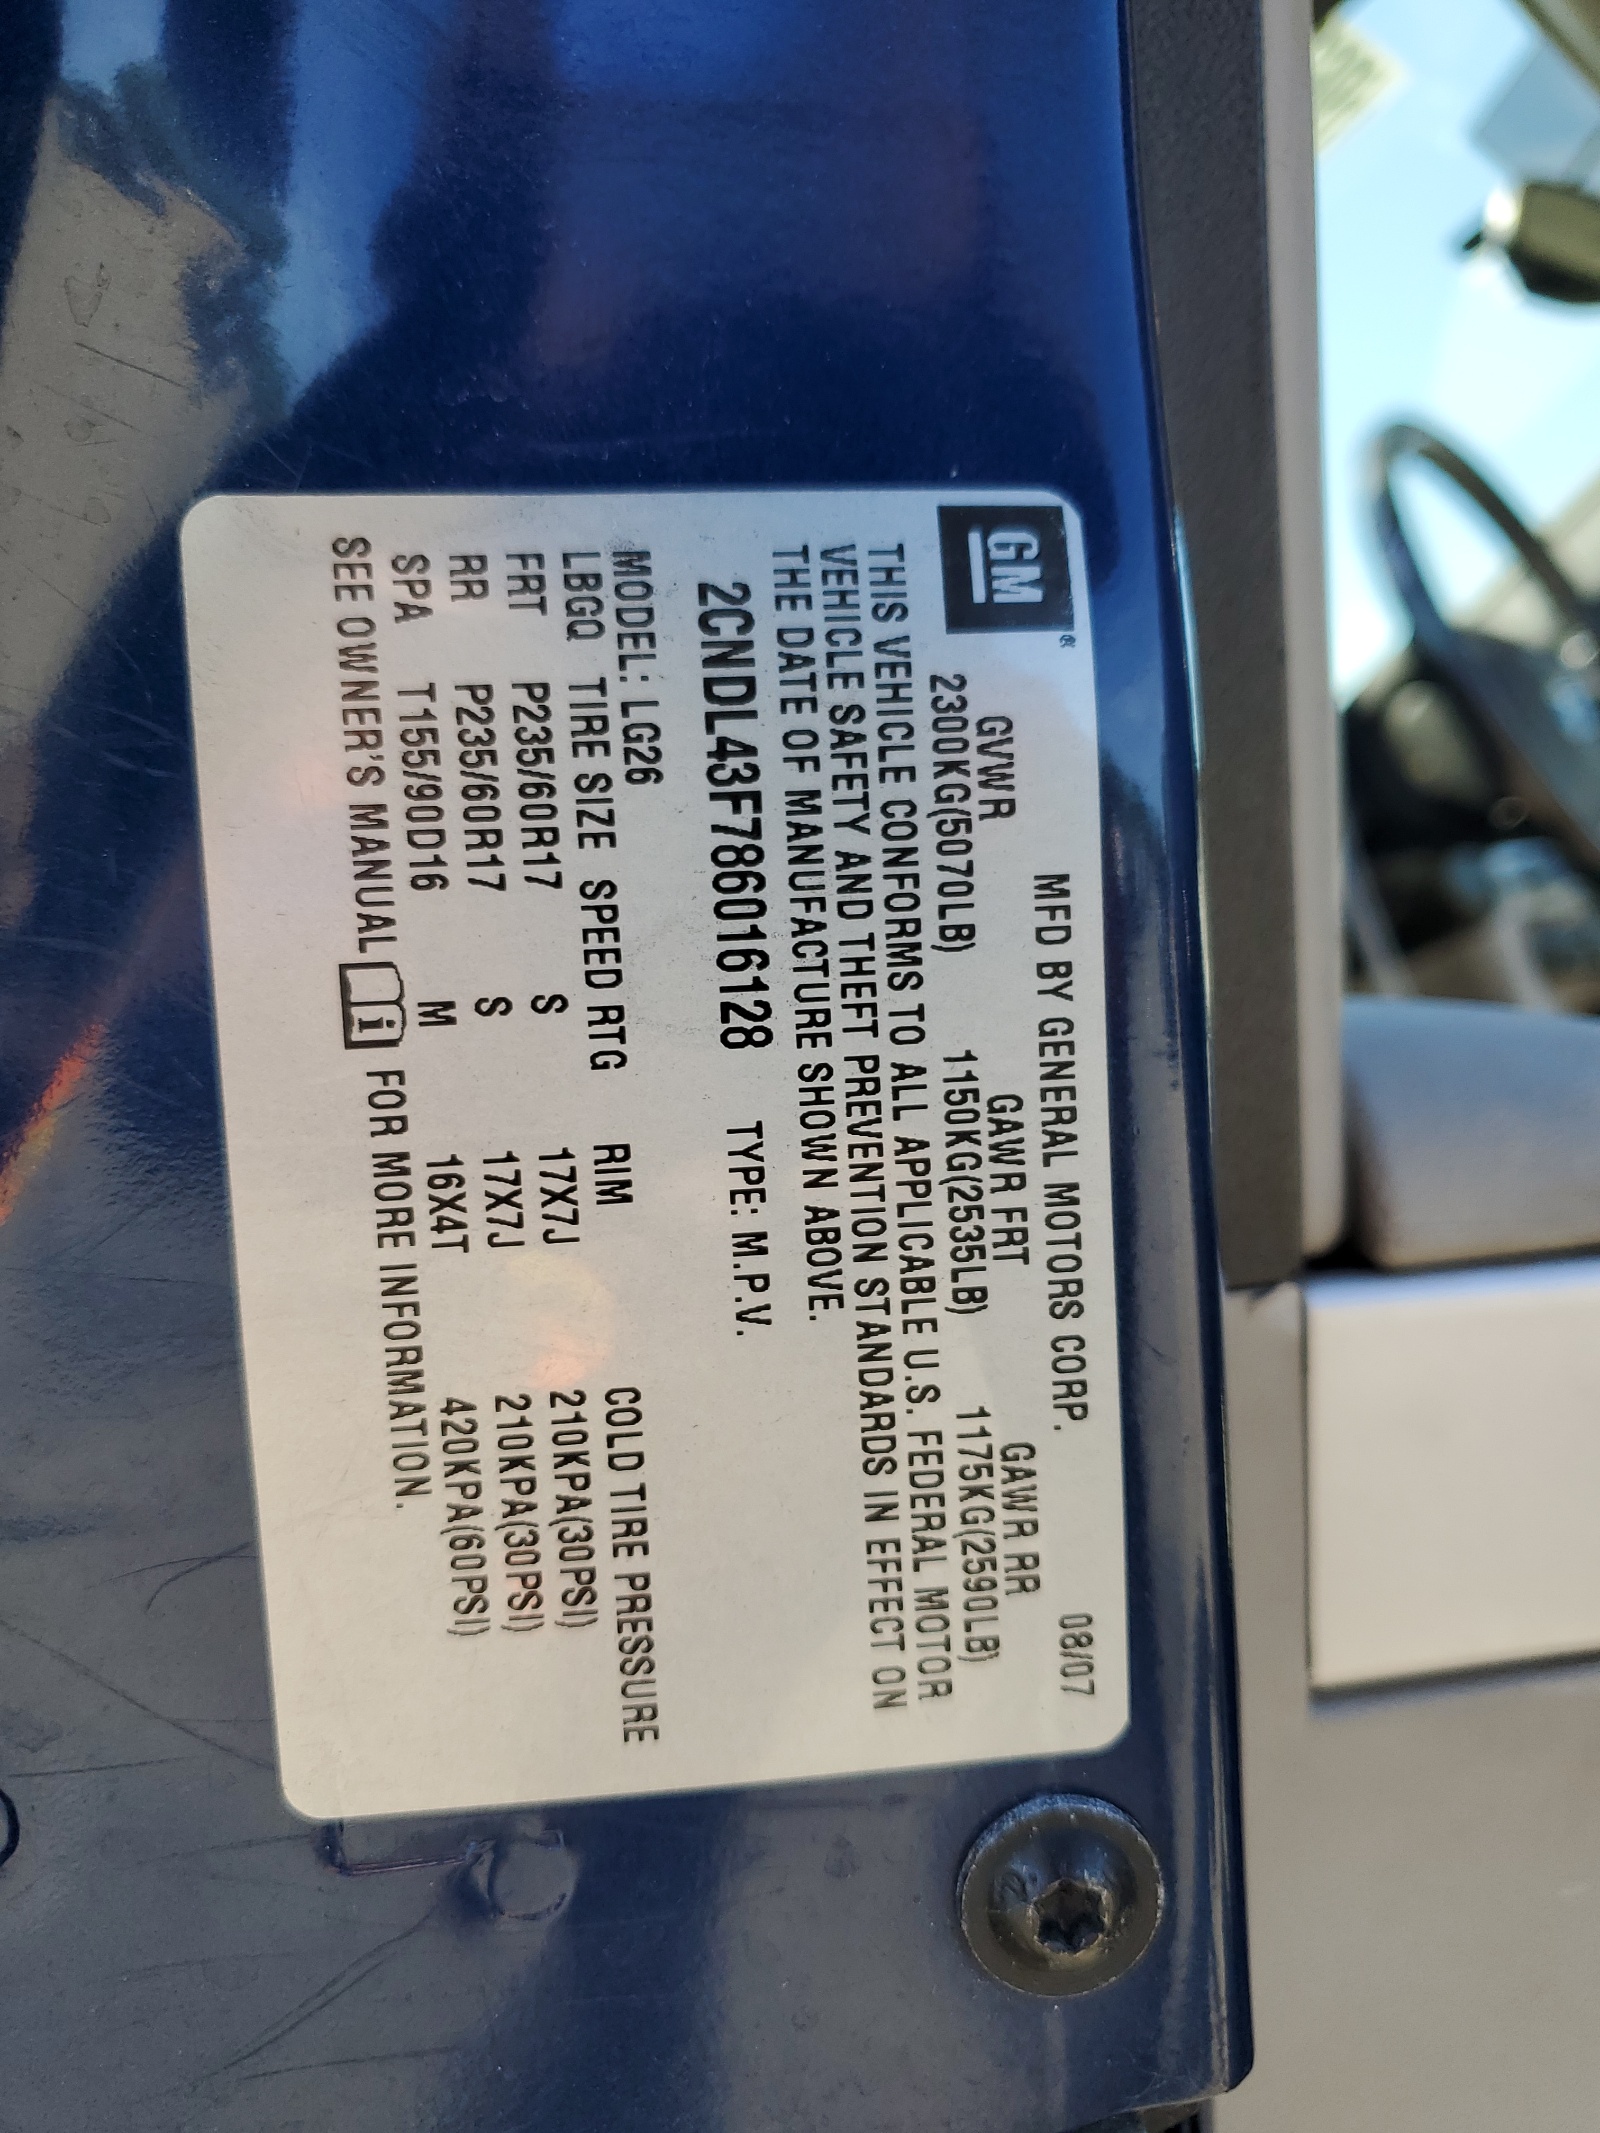 GM®
MFD BY GENERAL MOTORS CORP. 08/07
GVWR GAWR FRT GAWR RR
2300KG(5070LB) 1150KG(2535LB) 1175KG(2590LB)
THIS VEHICLE CONFORMS TO ALL APPLICABLE U.S. FEDERAL MOTOR
VEHICLE SAFETY AND THEFT PREVENTION STANDARDS IN EFFECT ON
THE DATE OF MANUFACTURE SHOWN ABOVE.
2CNDL43F786016128 TYPE: M.P.V.
MODEL: LG26
LBGQ TIRE SIZE SPEED RTG RIM COLD TIRE PRESSURE
FRT P235/60R17 S 17X7J 210KPA(30PSI)
RR P235/60R17 S 17X7J 210KPA(30PSI)
SPA T155/90D16 M 16X4T 420KPA(60PSI)
SEE OWNER'S MANUAL i FOR MORE INFORMATION.